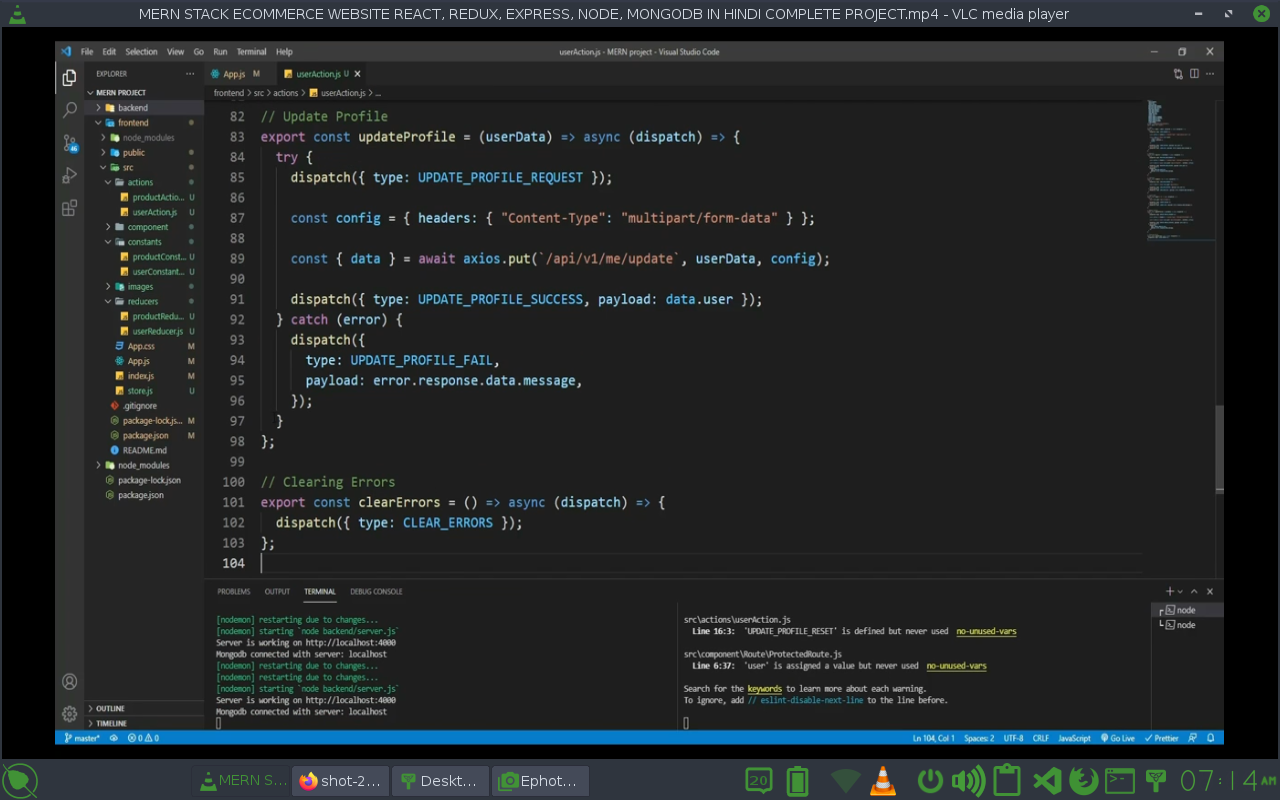 MERN STACK ECOMMERCE WEBSITE REACT, REDUX, EXPRESS, NODE, MONGODB IN HINDI COMPLETE PROJECT.mp4 - VLC media player
File Edit Selection View Go Run Terminal Help
userAction.js - MERN project - Visual Studio Code
EXPLORER
App.js M
userAction.js U
MERN PROJECT
frontend > src > actions > userAction.js > ...
backend
frontend
node_modules
public
src
actions
productActio... U
userAction.js U
component
constants
productConst... U
userConstant... U
images
reducers
productRedu... U
userReducer.js U
App.css M
App.js M
index.js M
store.js U
.gitignore
package-lock.js... M
package.json M
README.md
node_modules
package-lock.json
package.json
OUTLINE
TIMELINE
46
82 // Update Profile
83 export const updateProfile = (userData) => async (dispatch) => {
84 try {
85 dispatch({ type: UPDATE_PROFILE_REQUEST });
86
87 const config = { headers: { "Content-Type": "multipart/form-data" } };
88
89 const { data } = await axios.put(`/api/v1/me/update`, userData, config);
90
91 dispatch({ type: UPDATE_PROFILE_SUCCESS, payload: data.user });
92 } catch (error) {
93 dispatch({
94 type: UPDATE_PROFILE_FAIL,
95 payload: error.response.data.message,
96 });
97 }
98 };
99
100 // Clearing Errors
101 export const clearErrors = () => async (dispatch) => {
102 dispatch({ type: CLEAR_ERRORS });
103 };
104
PROBLEMS OUTPUT TERMINAL DEBUG CONSOLE
[nodemon] restarting due to changes...
[nodemon] starting `node backend/server.js`
Server is working on http://localhost:4000
Mongodb connected with server: localhost
[nodemon] restarting due to changes...
[nodemon] restarting due to changes...
[nodemon] starting `node backend/server.js`
Server is working on http://localhost:4000
Mongodb connected with server: localhost
src\actions\userAction.js
Line 16:3: 'UPDATE_PROFILE_RESET' is defined but never used no-unused-vars
src\component\Route\ProtectedRoute.js
Line 6:37: 'user' is assigned a value but never used no-unused-vars
Search for the keywords to learn more about each warning.
To ignore, add // eslint-disable-next-line to the line before.
node
node
master* 0 0
Ln 104, Col 1 Spaces: 2 UTF-8 CRLF JavaScript Go Live Prettier
MERN S... shot-2... Deskt... Ephot... 20 07:14 AM